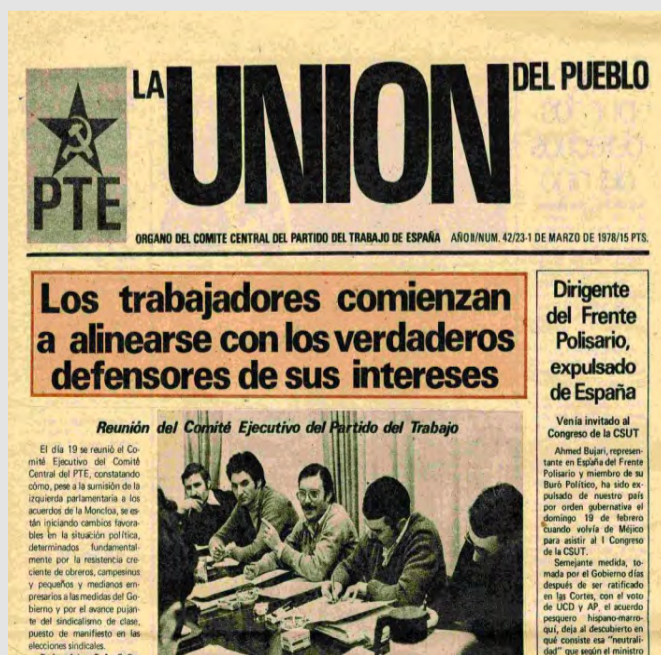 LA UNION DEL PUEBLO
PTE
ORGANO DEL COMITE CENTRAL DEL PARTIDO DEL TRABAJO DE ESPAÑA AÑO II/NUM. 42/23-1 DE MARZO DE 1978/15 PTS.
Los trabajadores comienzan
a alinearse con los verdaderos
defensores de sus intereses
Reunión del Comité Ejecutivo del Partido del Trabajo
El día 19 se reunió el Co-
mité Ejecutivo del Comité
Central del PTE, constatando
cómo, pese a la sumisión de la
izquierda parlamentaria a los
acuerdos de la Moncloa, se es-
tán iniciando cambios favora-
bles en la situación política,
determinados fundamental-
mente por la resistencia cre-
ciente de obreros, campesinos
y pequeños y medianos em-
presarios a las medidas del Go-
bierno y por el avance pujan-
te del sindicalismo de clase,
puesto de manifiesto en las
elecciones sindicales.
Dirigente
del Frente
Polisario,
expulsado
de España
Venía invitado al
Congreso de la CSUT
Ahmed Bujari, represen-
tante en España del Frente
Polisario y miembro de su
Buró Político, ha sido ex-
pulsado de nuestro país
por orden gubernativa el
domingo 19 de febrero
cuando volvía de Méjico
para asistir al I Congreso
de la CSUT.
Semejante medida, to-
mada por el Gobierno días
después de ser ratificado
en las Cortes, con el voto
de UCD y AP, el acuerdo
pesquero hispano-marro-
quí, deja al descubierto en
qué consiste esa "neutrali-
dad" que según el ministro